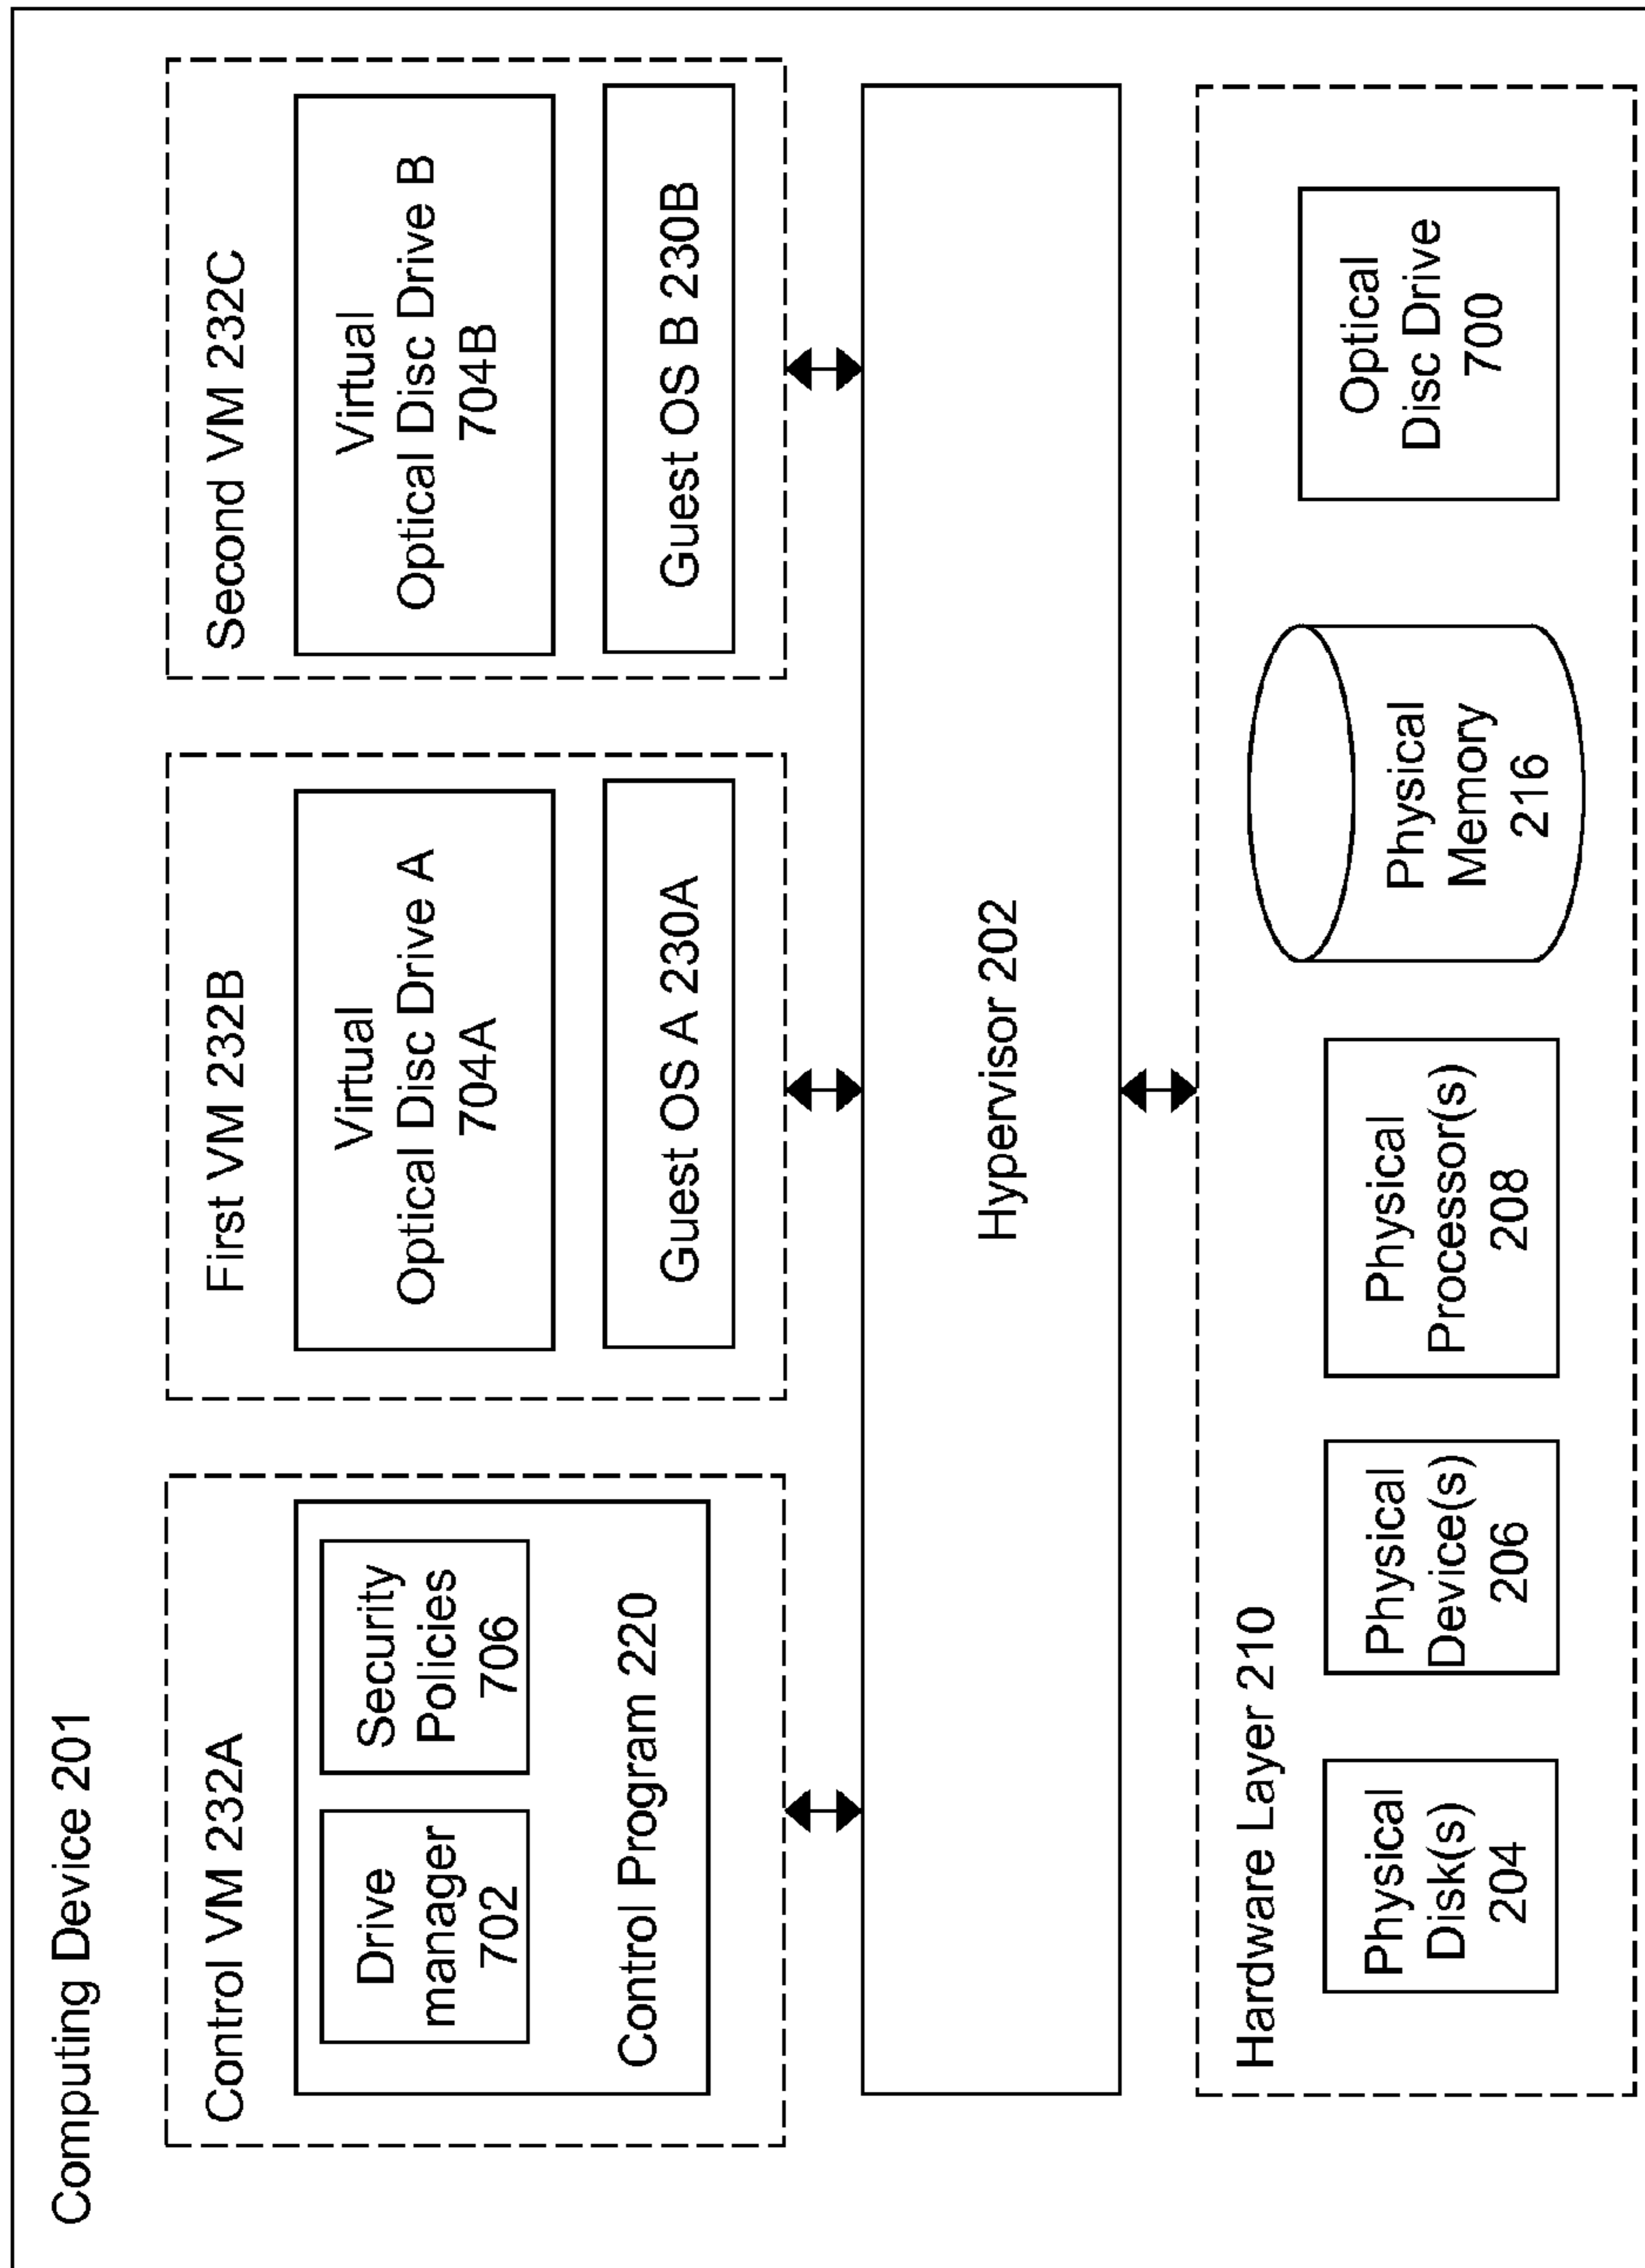 Computing Device 201
Control VM 232A
Drive
manager
702
Security
Policies
706
Control Program 220
First VM 232B
Virtual
Optical Disc Drive A
704A
Guest OS A 230A
Second VM 232C
Virtual
Optical Disc Drive B
704B
Guest OS B 230B
Hypervisor 202
Hardware Layer 210
Physical
Disk(s)
204
Physical
Device(s)
206
Physical
Processor(s)
208
Physical
Memory
216
Optical
Disc Drive
700